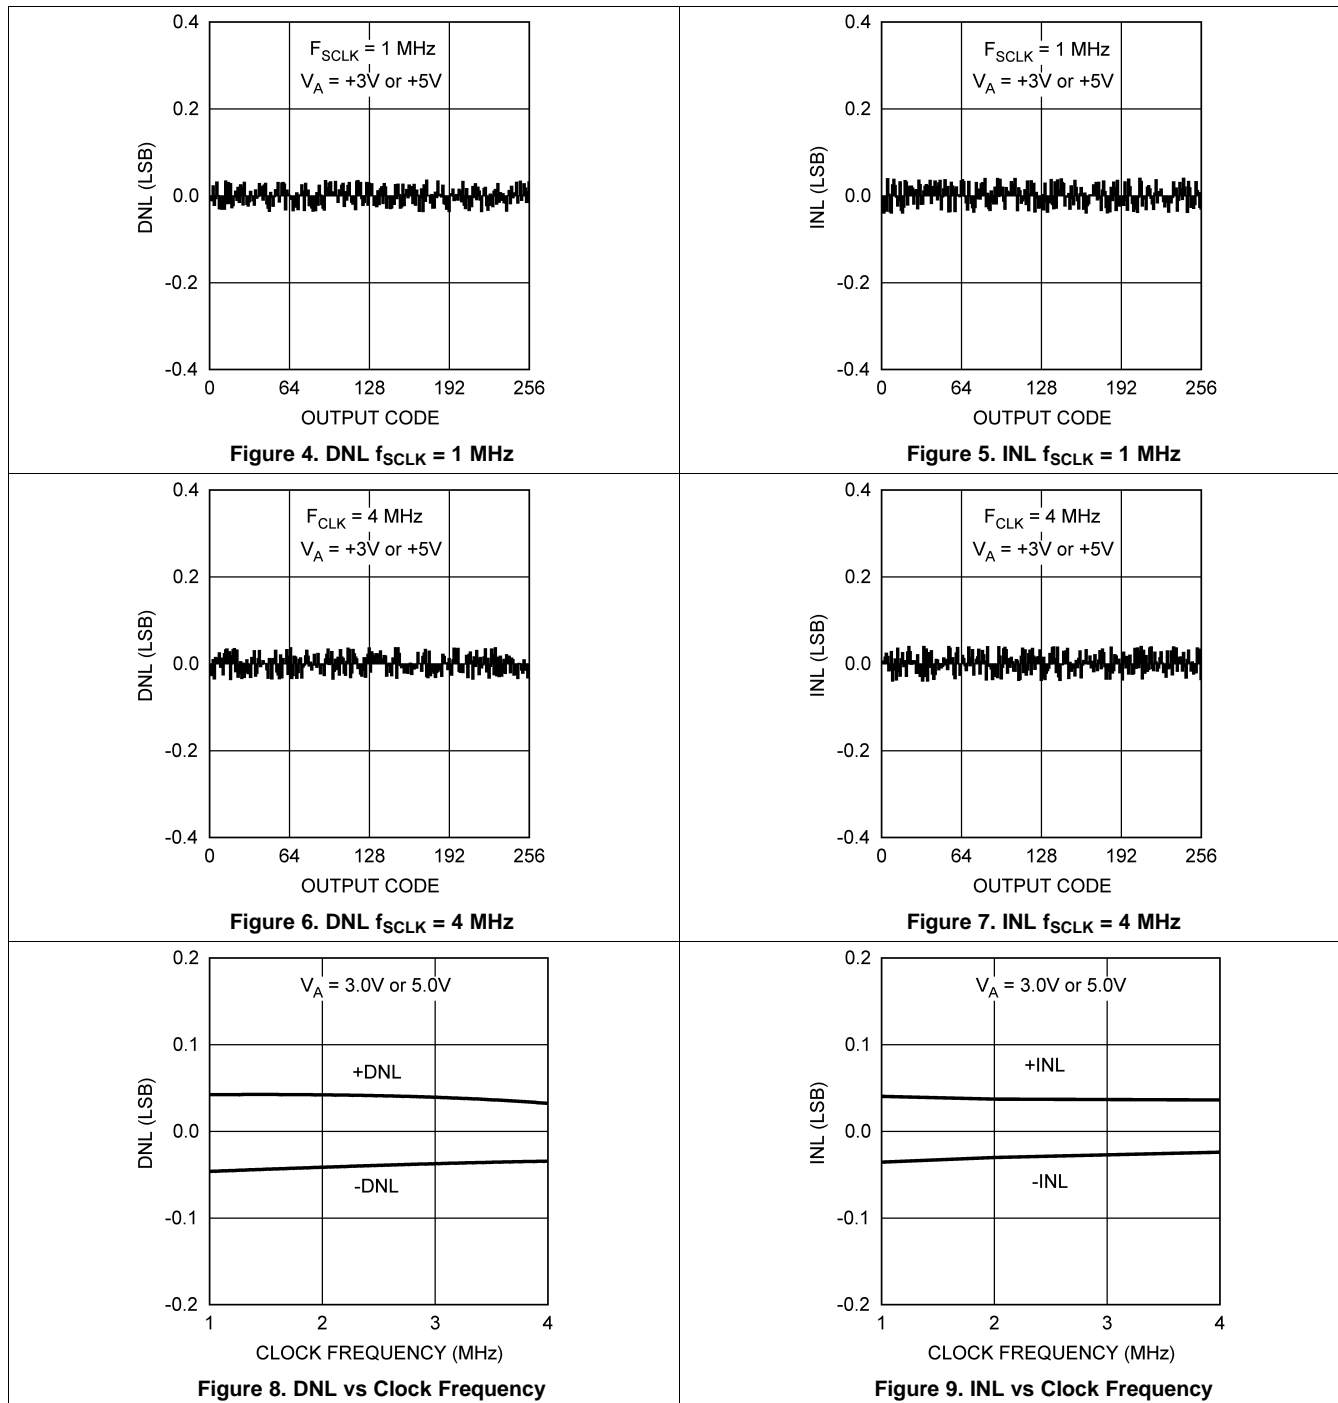 0.4
F_SCLK = 1 MHz
V_A = +3V or +5V
0.2
DNL (LSB)
0.0
-0.2
-0.4
0 64 128 192 256
OUTPUT CODE
Figure 4. DNL f_SCLK = 1 MHz
0.4
F_SCLK = 1 MHz
V_A = +3V or +5V
0.2
INL (LSB)
0.0
-0.2
-0.4
0 64 128 192 256
OUTPUT CODE
Figure 5. INL f_SCLK = 1 MHz
0.4
F_CLK = 4 MHz
V_A = +3V or +5V
0.2
DNL (LSB)
0.0
-0.2
-0.4
0 64 128 192 256
OUTPUT CODE
Figure 6. DNL f_SCLK = 4 MHz
0.4
F_CLK = 4 MHz
V_A = +3V or +5V
0.2
INL (LSB)
0.0
-0.2
-0.4
0 64 128 192 256
OUTPUT CODE
Figure 7. INL f_SCLK = 4 MHz
0.2
V_A = 3.0V or 5.0V
0.1
+DNL
DNL (LSB)
0.0
-DNL
-0.1
-0.2
1 2 3 4
CLOCK FREQUENCY (MHz)
Figure 8. DNL vs Clock Frequency
0.2
V_A = 3.0V or 5.0V
0.1
+INL
INL (LSB)
0.0
-INL
-0.1
-0.2
1 2 3 4
CLOCK FREQUENCY (MHz)
Figure 9. INL vs Clock Frequency